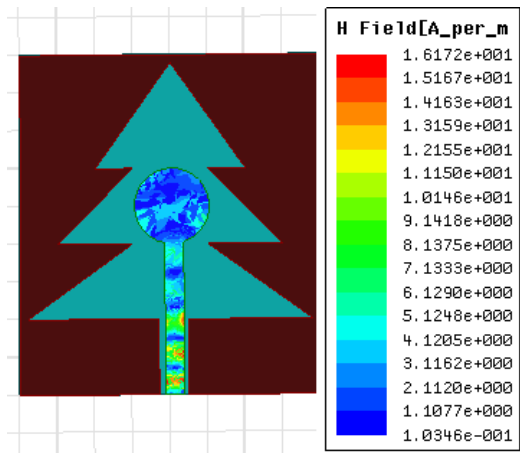 H Field[A_per_m
1.6172e+001
1.5167e+001
1.4163e+001
1.3159e+001
1.2155e+001
1.1150e+001
1.0146e+001
9.1418e+000
8.1375e+000
7.1333e+000
6.1290e+000
5.1248e+000
4.1205e+000
3.1162e+000
2.1120e+000
1.1077e+000
1.0346e-001